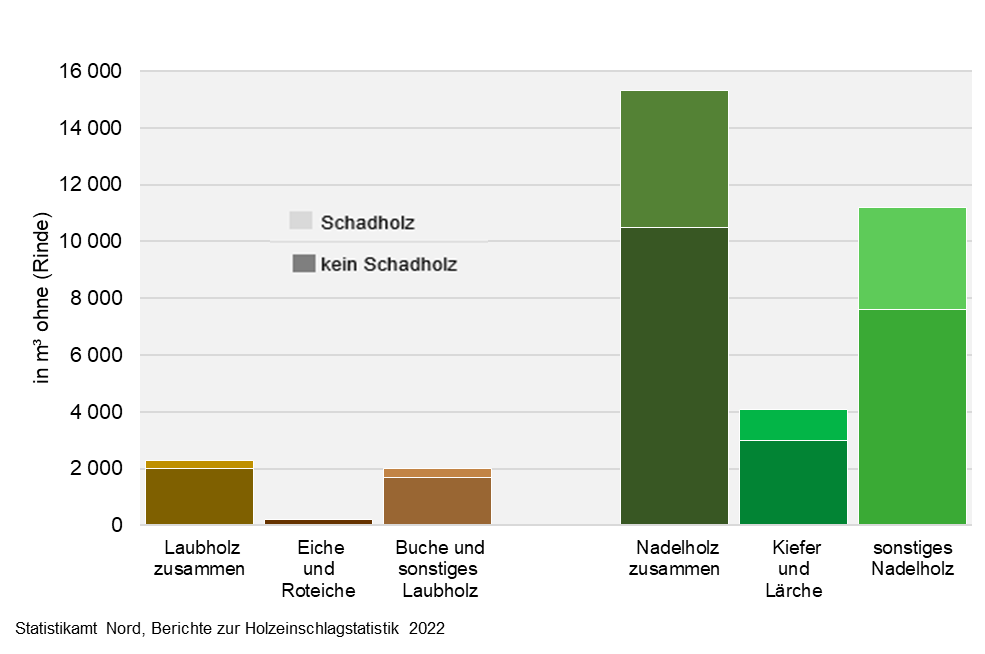 16 000
14 000
12 000
10 000
8 000
6 000
4 000
2 000
0
in m³ ohne (Rinde)
Schadholz
kein Schadholz
Laubholz
zusammen
Eiche
und
Roteiche
Buche und
sonstiges
Laubholz
Nadelholz
zusammen
Kiefer
und
Lärche
sonstiges
Nadelholz
Statistikamt Nord, Berichte zur Holzeinschlagstatistik 2022